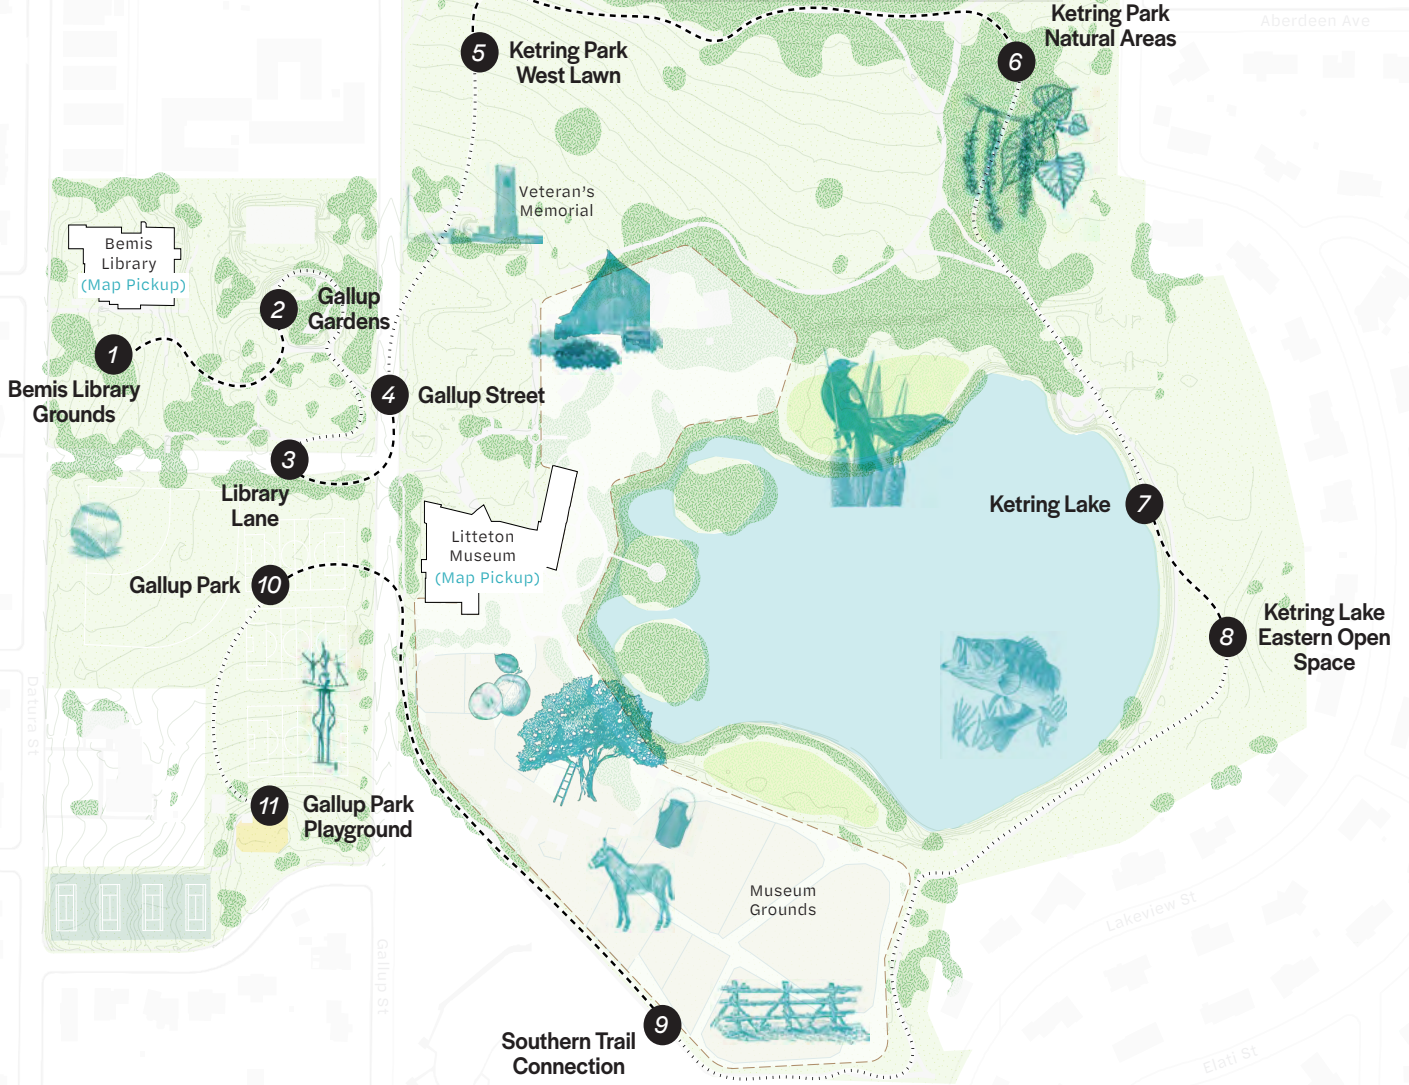 Ketring Park
Natural Areas
Aberdeen Ave
5
Ketring Park
West Lawn
6
Veteran's
Memorial
Bemis
Library
(Map Pickup)
2
Gallup
Gardens
1
Bemis Library
Grounds
4
Gallup Street
3
Library
Lane
Ketring Lake
7
Litteton
Museum
(Map Pickup)
Gallup Park
10
8
Ketring Lake
Eastern Open
Space
Datura St
11
Gallup Park
Playground
Museum
Grounds
Lakeview St
Gallup St
9
Southern Trail
Connection
Elati St